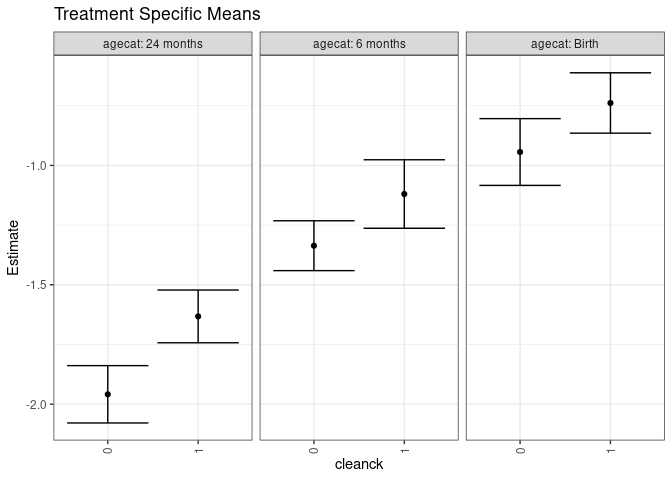 Treatment Specific Means
agecat: 24 months
agecat: 6 months
agecat: Birth
Estimate
-1.0
-1.5
-2.0
0
1
0
1
0
1
cleanck